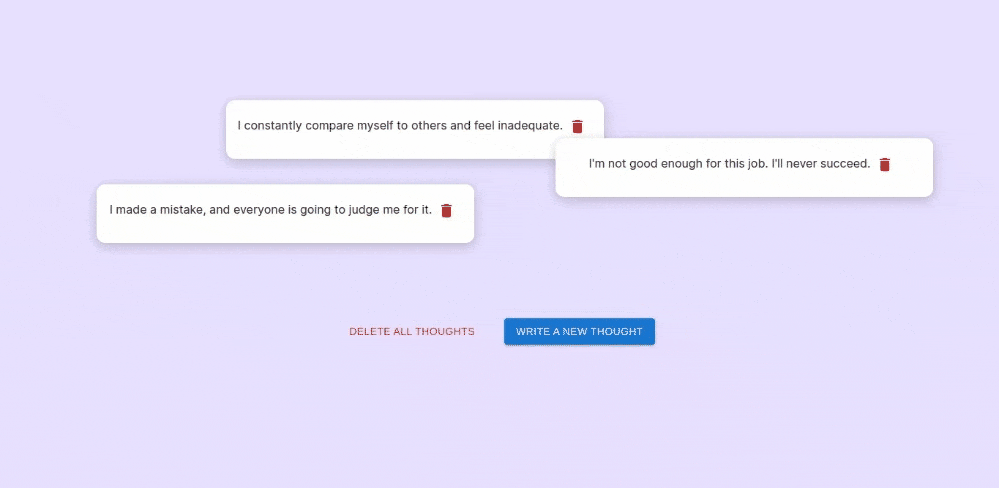 I constantly compare myself to others and feel inadequate.
I'm not good enough for this job. I'll never succeed.
I made a mistake, and everyone is going to judge me for it.
DELETE ALL THOUGHTS
WRITE A NEW THOUGHT